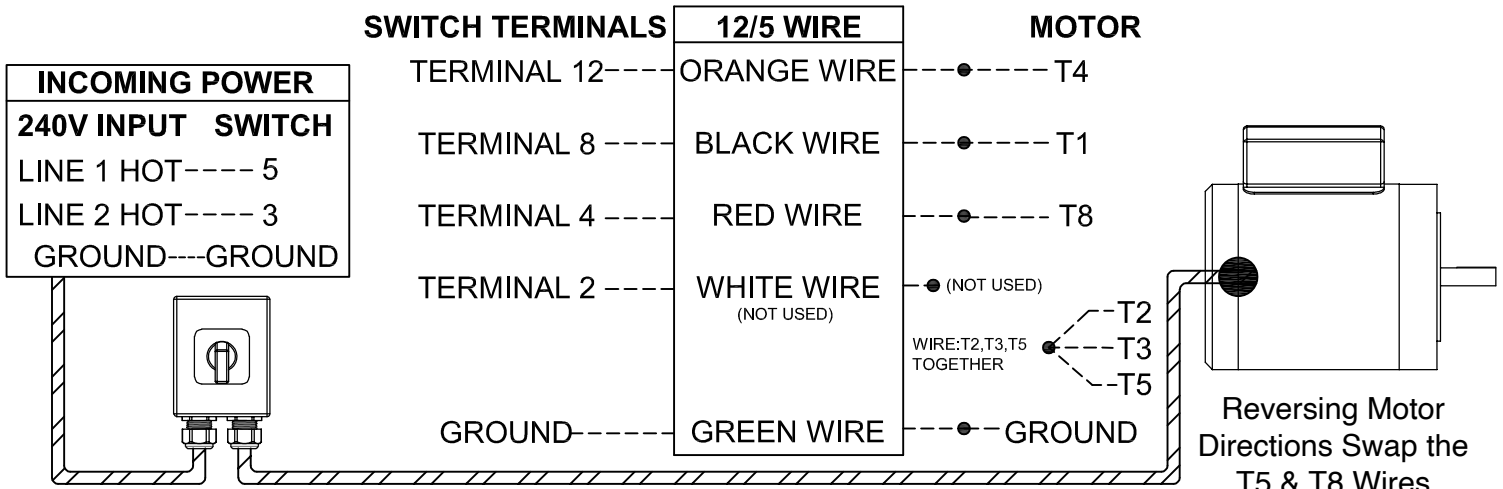 SWITCH TERMINALS 12/5 WIRE MOTOR
TERMINAL 12 ORANGE WIRE T4
INCOMING POWER
240V INPUT SWITCH
TERMINAL 8 BLACK WIRE T1
LINE 1 HOT 5
LINE 2 HOT 3
TERMINAL 4 RED WIRE T8
GROUND GROUND
TERMINAL 2 WHITE WIRE (NOT USED)
(NOT USED)
T2
WIRE:T2,T3,T5 T3
TOGETHER
T5
GROUND GREEN WIRE GROUND
Reversing Motor
Directions Swap the
T5 & T8 Wires